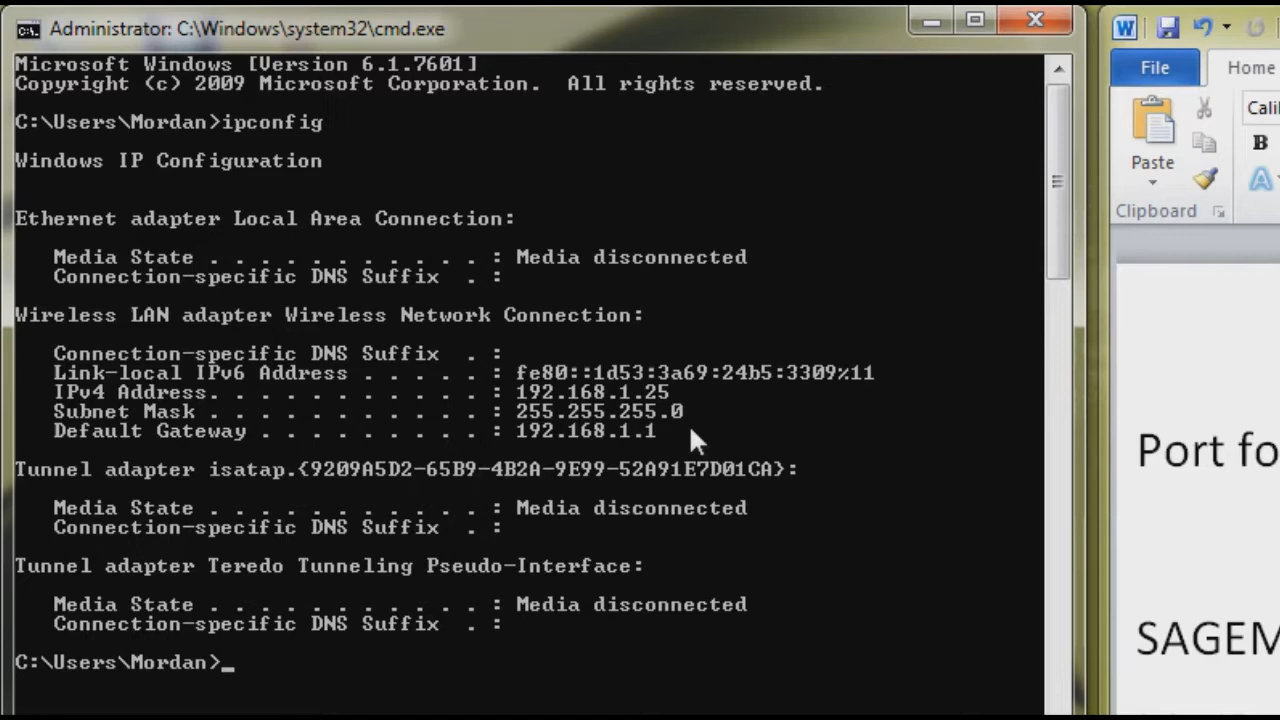 Administrator: C:\Windows\system32\cmd.exe
Microsoft Windows [Version 6.1.7601]
Copyright (c) 2009 Microsoft Corporation.  All rights reserved.
C:\Users\Mordan>ipconfig
Windows IP Configuration
Ethernet adapter Local Area Connection:
Media State . . . . . . . . . . . : Media disconnected
Connection-specific DNS Suffix  . :
Wireless LAN adapter Wireless Network Connection:
Connection-specific DNS Suffix  . :
Link-local IPv6 Address . . . . . : fe80::1d53:3a69:24b5:3309%11
IPv4 Address. . . . . . . . . . . : 192.168.1.25
Subnet Mask . . . . . . . . . . . : 255.255.255.0
Default Gateway . . . . . . . . . : 192.168.1.1
Tunnel adapter isatap.{9209A5D2-65B9-4B2A-9E99-52A91E7D01CA}:
Media State . . . . . . . . . . . : Media disconnected
Connection-specific DNS Suffix  . :
Tunnel adapter Teredo Tunneling Pseudo-Interface:
Media State . . . . . . . . . . . : Media disconnected
Connection-specific DNS Suffix  . :
C:\Users\Mordan>_
W
File Home
Cali
Paste
B
A
Clipboard
Port fo
SAGEM